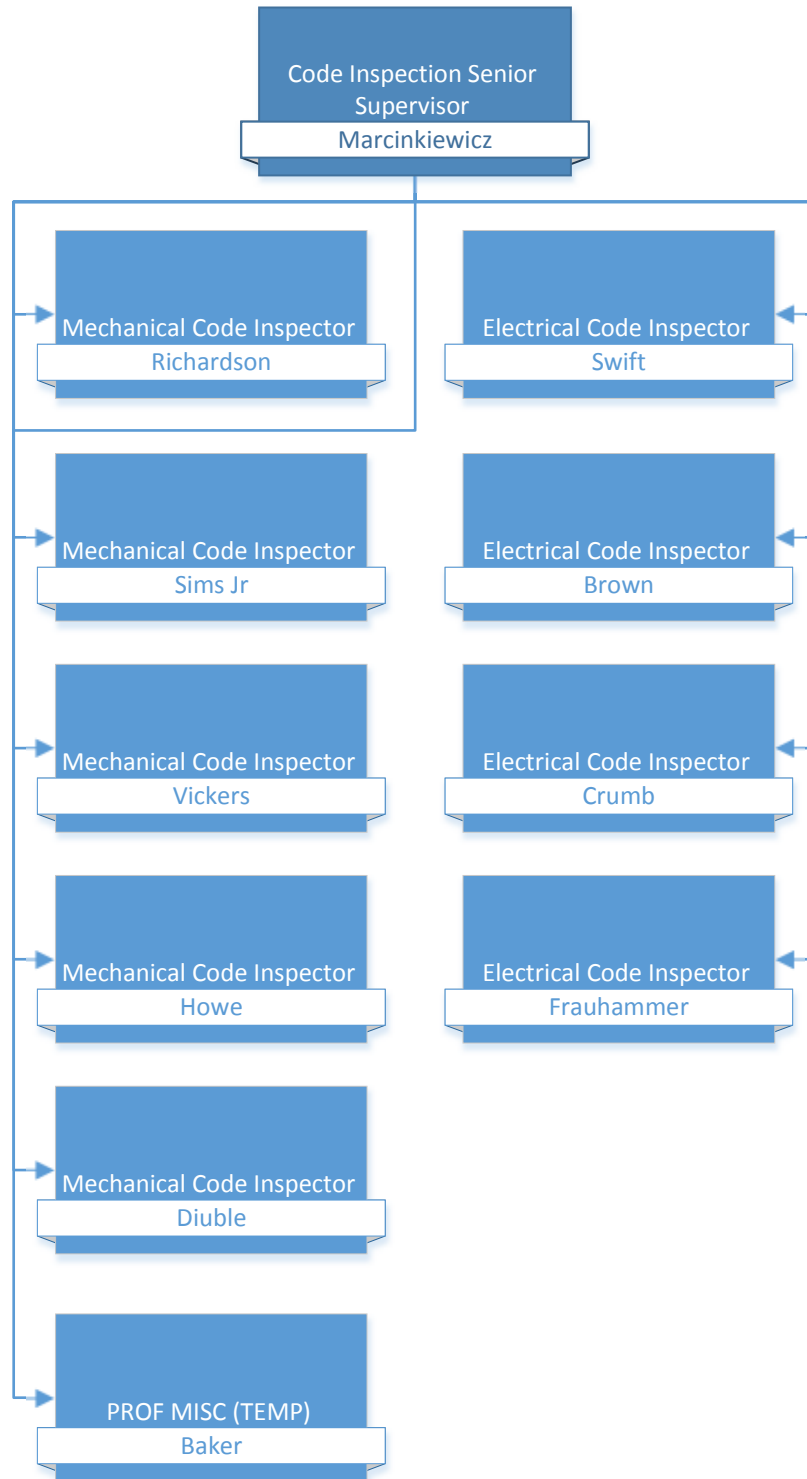 Code Inspection Senior
Supervisor
Marcinkiewicz
Mechanical Code Inspector
Richardson
Electrical Code Inspector
Swift
Mechanical Code Inspector
Sims Jr
Electrical Code Inspector
Brown
Mechanical Code Inspector
Vickers
Electrical Code Inspector
Crumb
Mechanical Code Inspector
Howe
Electrical Code Inspector
Frauhammer
Mechanical Code Inspector
Diuble
PROF MISC (TEMP)
Baker